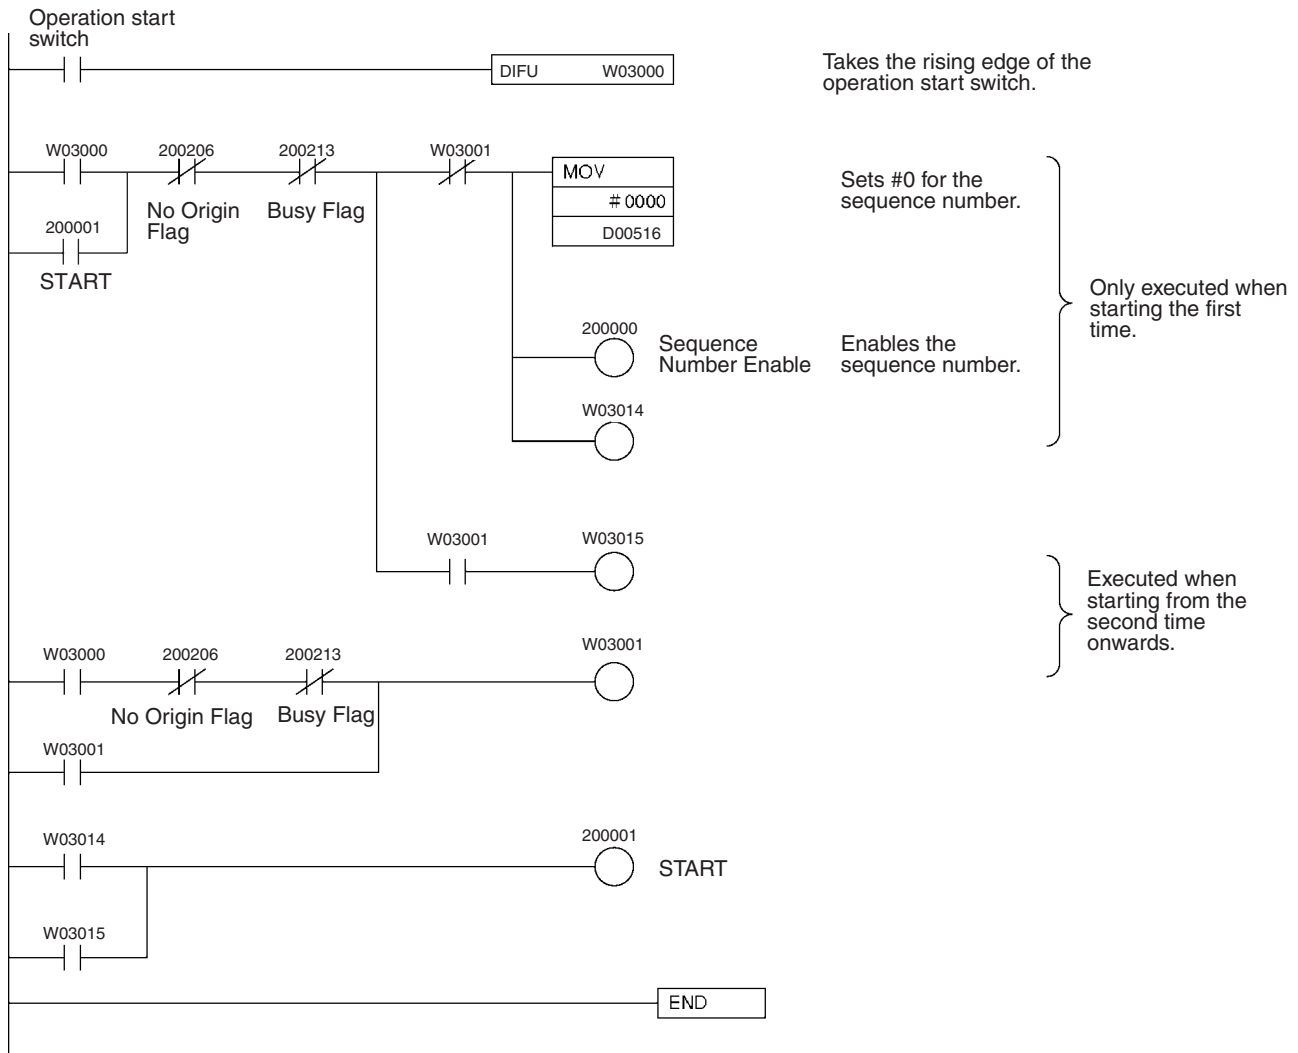 Operation start
switch
DIFU W03000
Takes the rising edge of the
operation start switch.
W03000 200206 200213 W03001
MOV
# 0000
D00516
Sets #0 for the
sequence number.
No Origin
Flag
Busy Flag
200001
START
Only executed when
starting the first
time.
200000
Sequence
Number Enable
Enables the
sequence number.
W03014
W03001 W03015
Executed when
starting from the
second time
onwards.
W03000 200206 200213 W03001
No Origin Flag Busy Flag
W03001
W03014 200001
START
W03015
END